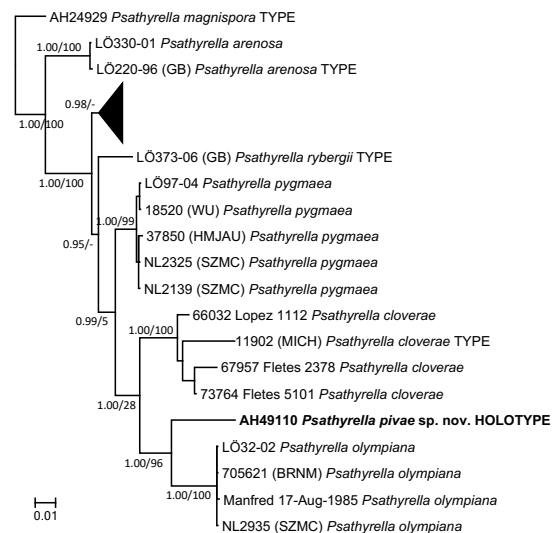 AH24929 Psathyrella magnispora TYPE
LÖ330-01 Psathyrella arenosa
1.00/100
LÖ220-96 (GB) Psathyrella arenosa TYPE
0.98/-
1.00/100
LÖ373-06 (GB) Psathyrella rybergii TYPE
1.00/100
LÖ97-04 Psathyrella pygmaea
18520 (WU) Psathyrella pygmaea
1.00/99
37850 (HMJAU) Psathyrella pygmaea
0.95/-
NL2325 (SZMC) Psathyrella pygmaea
NL2139 (SZMC) Psathyrella pygmaea
66032 Lopez 1112 Psathyrella cloverae
0.99/5
1.00/100
11902 (MICH) Psathyrella cloverae TYPE
67957 Fletes 2378 Psathyrella cloverae
73764 Fletes 5101 Psathyrella cloverae
1.00/28
AH49110 Psathyrella pivae sp. nov. HOLOTYPE
LÖ32-02 Psathyrella olympiana
1.00/96
705621 (BRNM) Psathyrella olympiana
1.00/100
Manfred 17-Aug-1985 Psathyrella olympiana
NL2935 (SZMC) Psathyrella olympiana
0.01